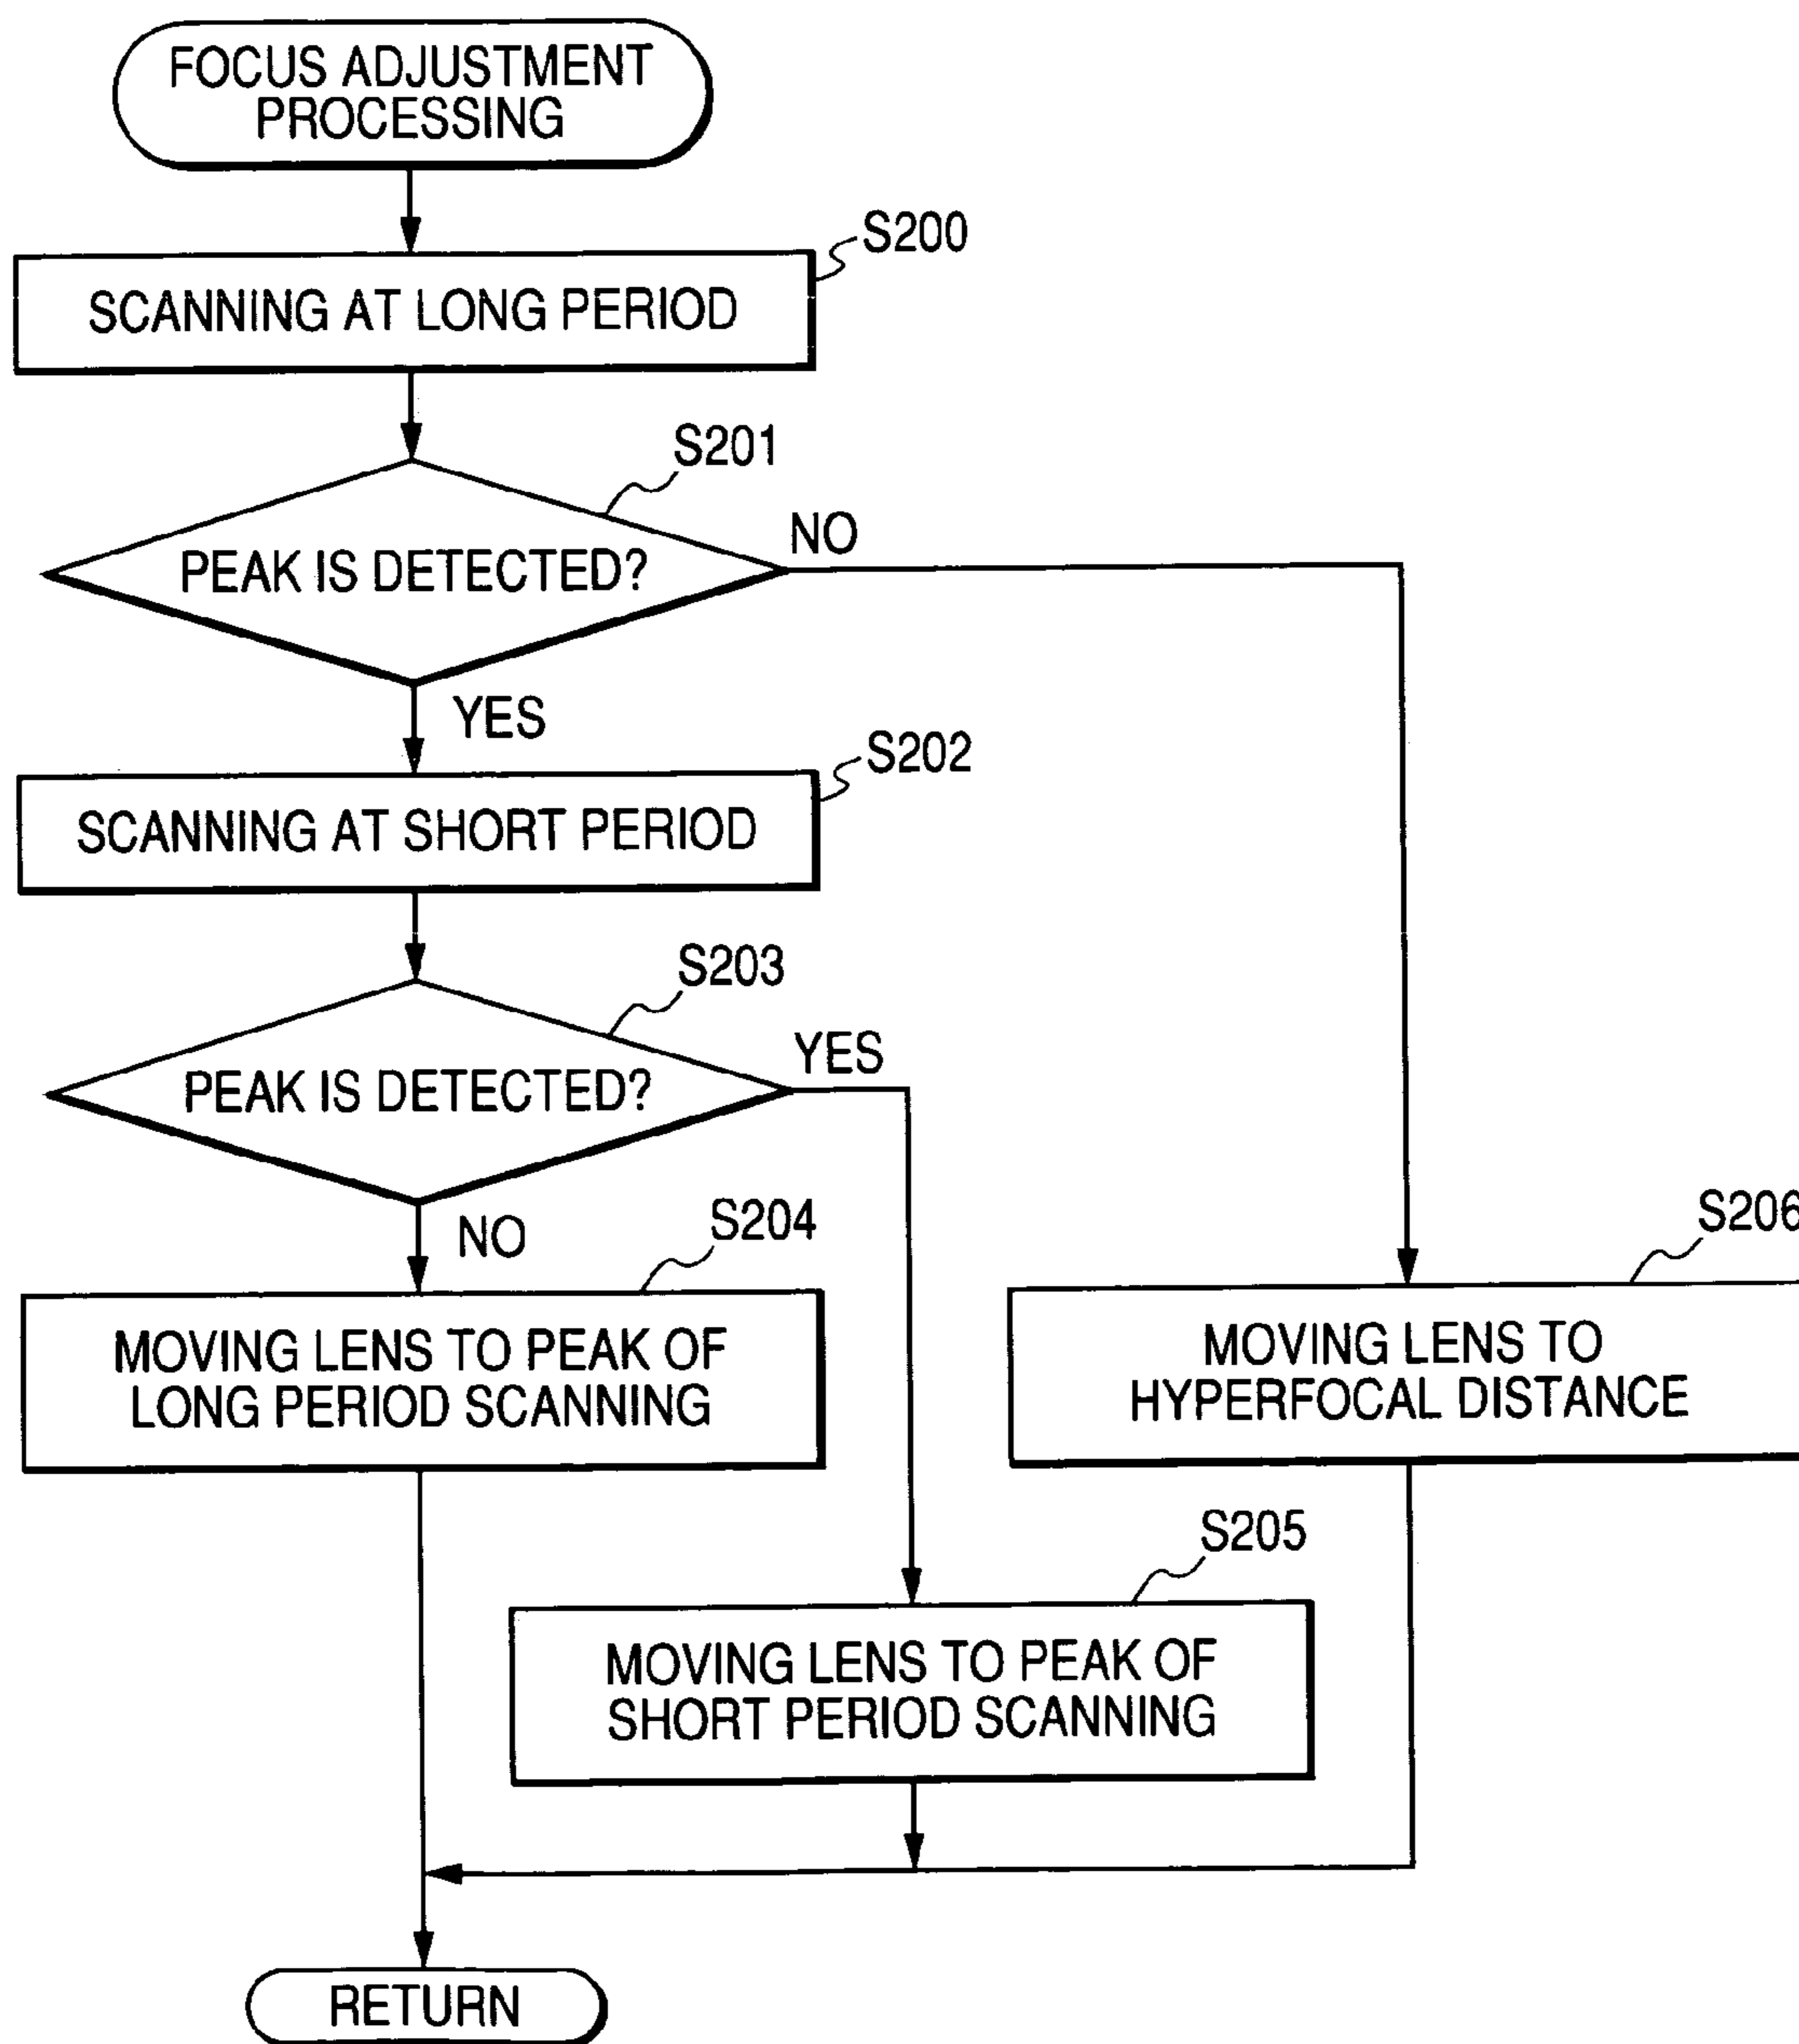 FOCUS ADJUSTMENT
PROCESSING
S200
SCANNING AT LONG PERIOD
S201
PEAK IS DETECTED?
NO
YES
S202
SCANNING AT SHORT PERIOD
S203
PEAK IS DETECTED?
YES
NO
S204
MOVING LENS TO PEAK OF
LONG PERIOD SCANNING
S206
MOVING LENS TO
HYPERFOCAL DISTANCE
S205
MOVING LENS TO PEAK OF
SHORT PERIOD SCANNING
RETURN